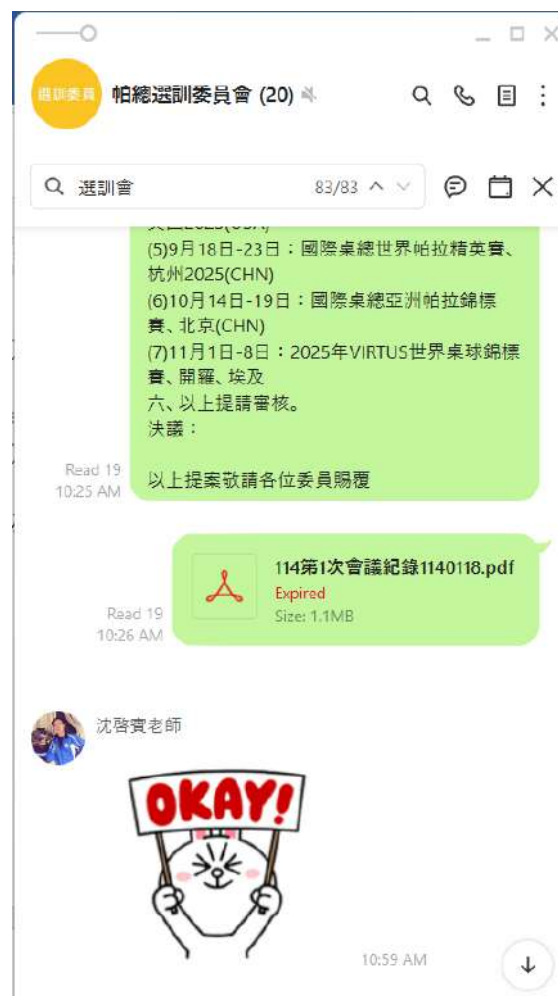 選訓委員
帕總選訓委員會 (20)
選訓會
83/83
(5)9月18日-23日：國際桌總世界帕拉精英賽、
杭州2025(CHN)
(6)10月14日-19日：國際桌總亞洲帕拉錦標
賽、北京(CHN)
(7)11月1日-8日：2025年VIRTUS世界桌球錦標
賽、開羅、埃及
六、以上提請審核。
決議：
以上提案敬請各位委員賜覆
Read 19
10:25 AM
114第1次會議紀錄1140118.pdf
Expired
Size: 1.1MB
Read 19
10:26 AM
沈啓賓老師
OKAY!
10:59 AM